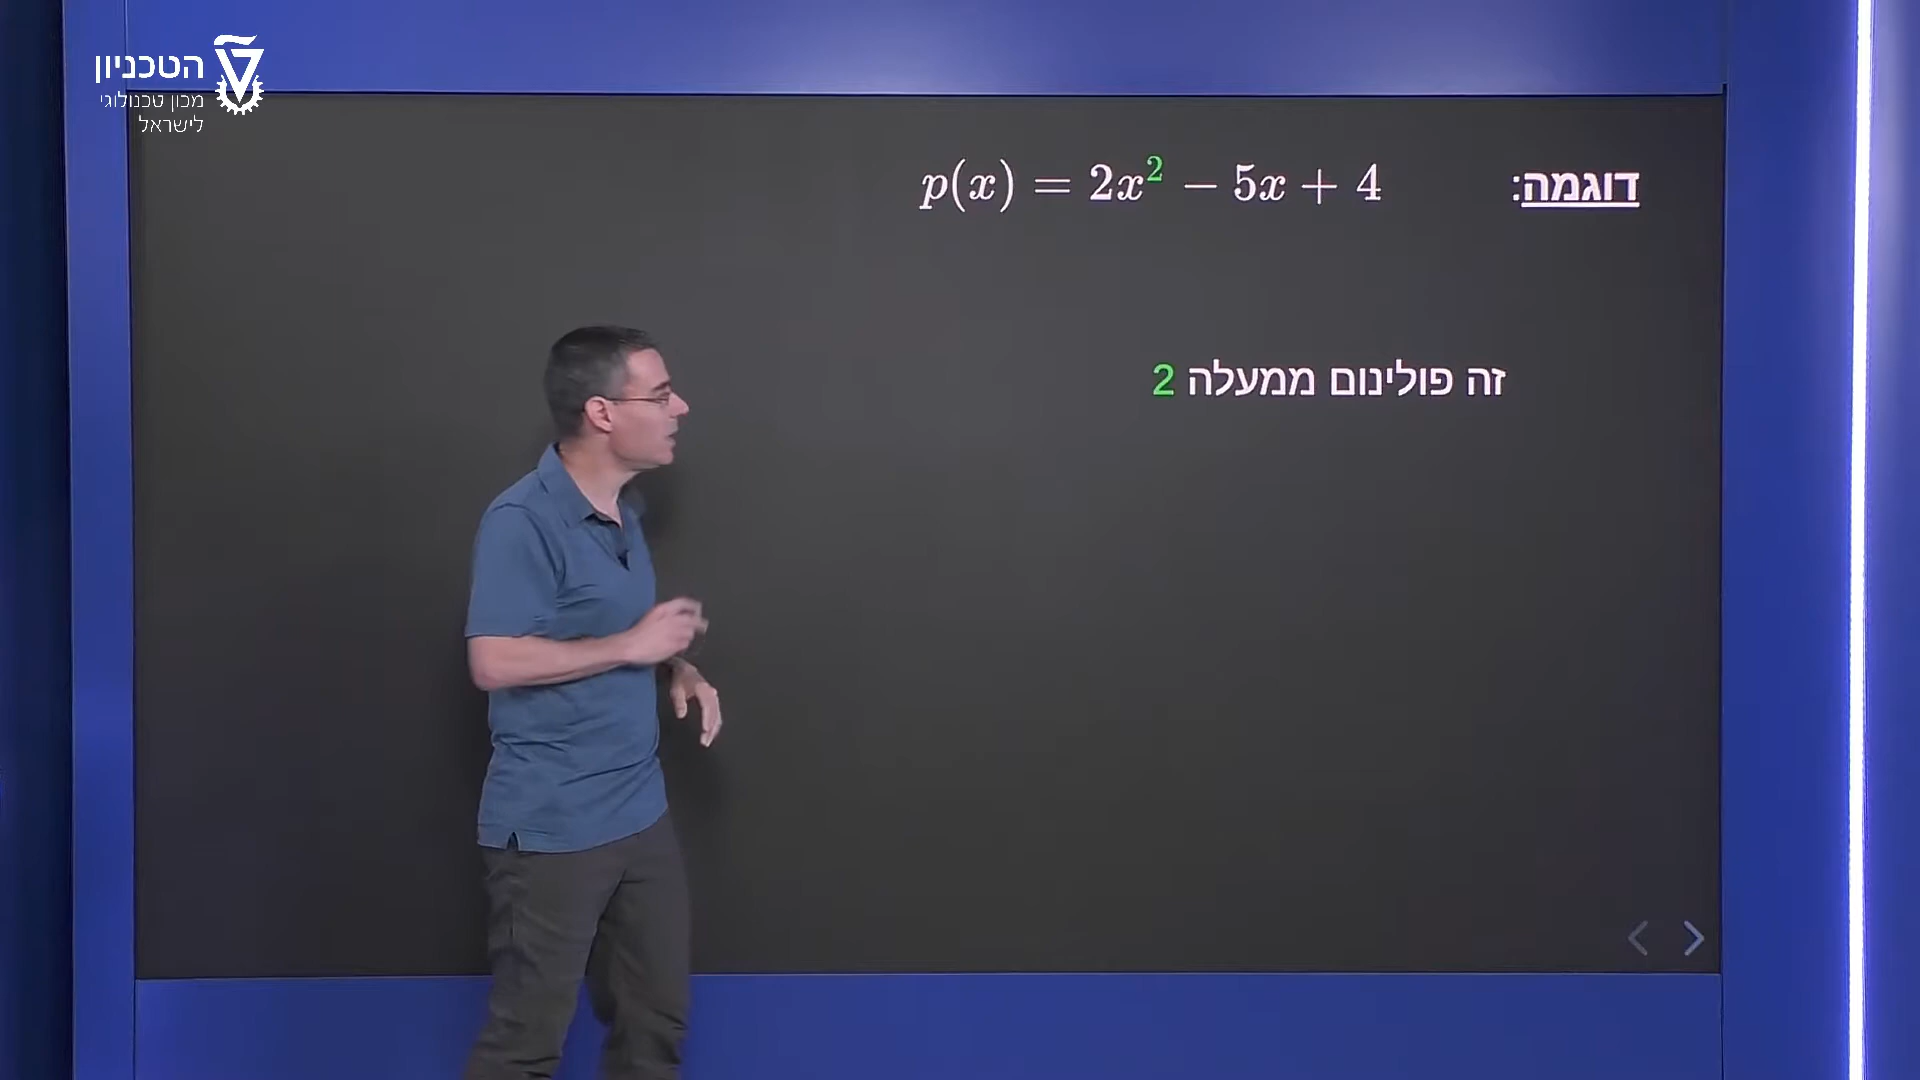 הטכניון
מכון טכנולוגי
לישראל
דוגמה: p(x) = 2x² − 5x + 4
זה פולינום ממעלה 2